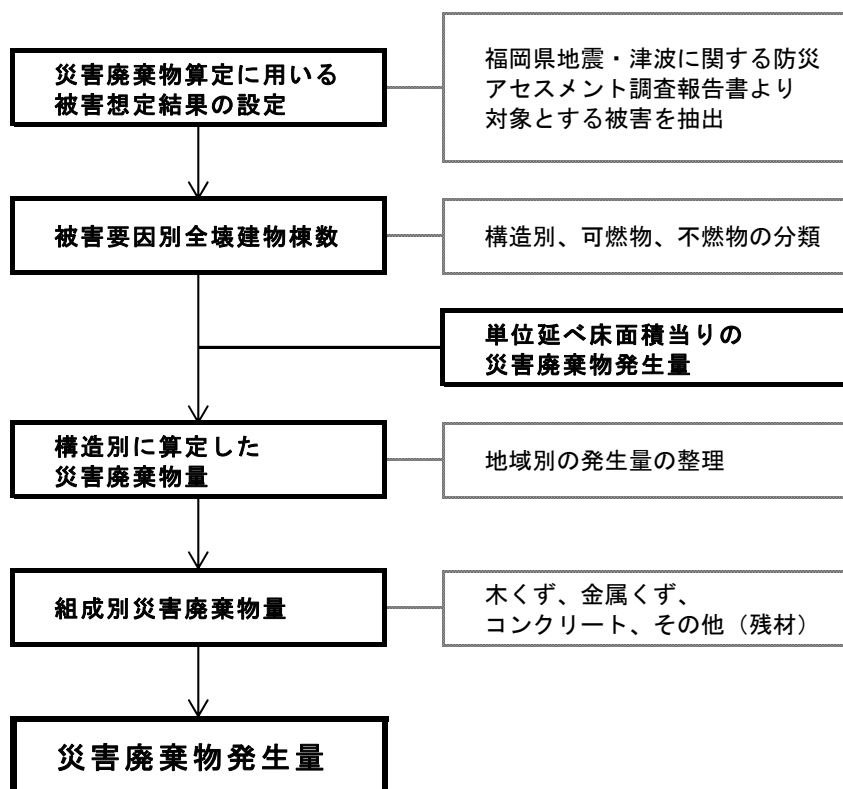 災害廃棄物算定に用いる
被害想定結果の設定
福岡県地震・津波に関する防災
アセスメント調査報告書より
対象とする被害を抽出
被害要因別全壊建物棟数
構造別、可燃物、不燃物の分類
単位延べ床面積当りの
災害廃棄物発生量
構造別に算定した
災害廃棄物量
地域別の発生量の整理
組成別災害廃棄物量
木くず、金属くず、
コンクリート、その他（残材）
災害廃棄物発生量